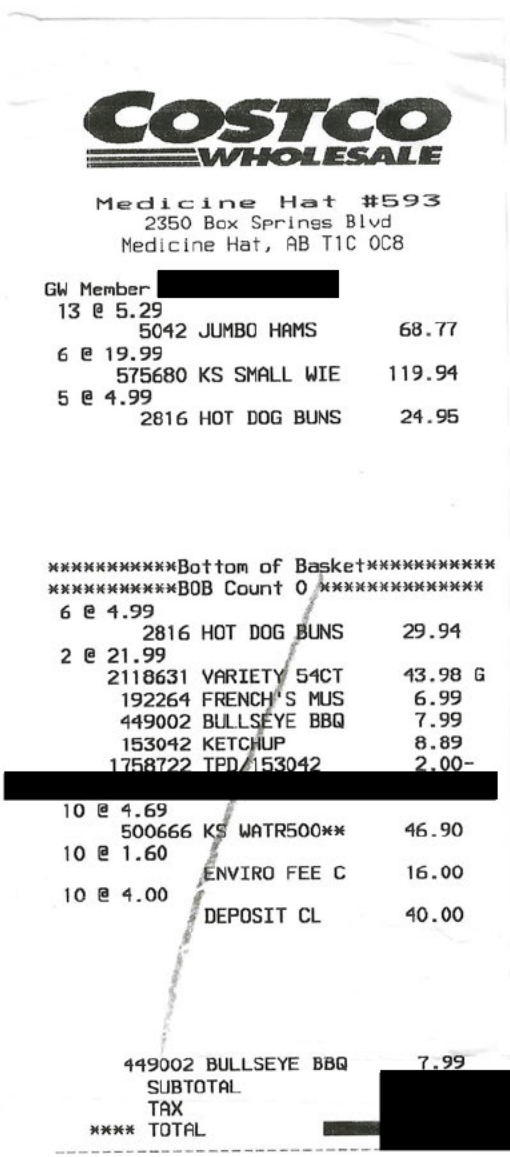 COSTCO
WHOLESALE
Medicine Hat #593
2350 Box Springs Blvd
Medicine Hat, AB T1C 0C8
GW Member
13 @ 5.29
5042 JUMBO HAMS 68.77
6 @ 19.99
575680 KS SMALL WIE 119.94
5 @ 4.99
2816 HOT DOG BUNS 24.95
***********Bottom of Basket***********
***********BOB Count 0 **************
6 @ 4.99
2816 HOT DOG BUNS 29.94
2 @ 21.99
2118631 VARIETY 54CT 43.98 G
192264 FRENCH'S MUS 6.99
449002 BULLSEYE BBQ 7.99
153042 KETCHUP 8.89
1758722 TPD/153042 2.00-
10 @ 4.69
500666 KS WATR500** 46.90
10 @ 1.60
ENVIRO FEE C 16.00
10 @ 4.00
DEPOSIT CL 40.00
449002 BULLSEYE BBQ 7.99
SUBTOTAL
TAX
**** TOTAL